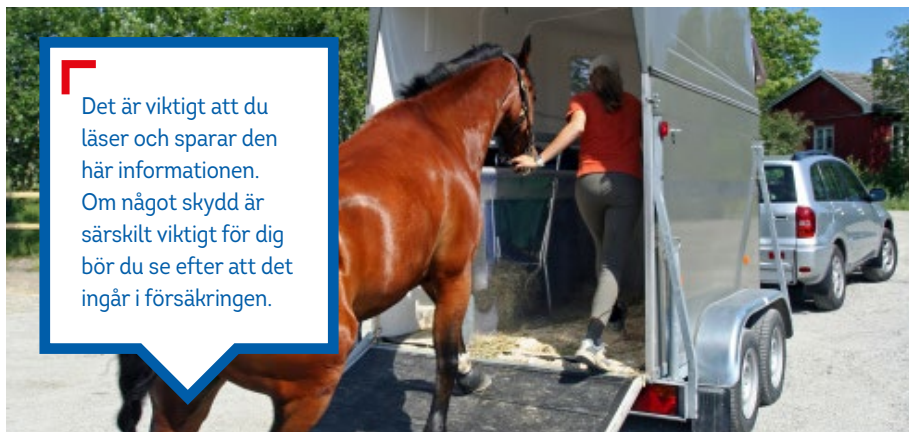 Det är viktigt att du
läser och sparar den
här informationen.
Om något skydd är
särskilt viktigt för dig
bör du se efter att det
ingår i försäkringen.